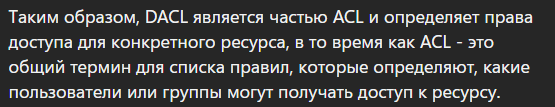 Таким образом, DACL является частью ACL и определяет права
доступа для конкретного ресурса, в то время как ACL - это
общий термин для списка правил, которые определяют, какие
пользователи или группы могут получать доступ к ресурсу.